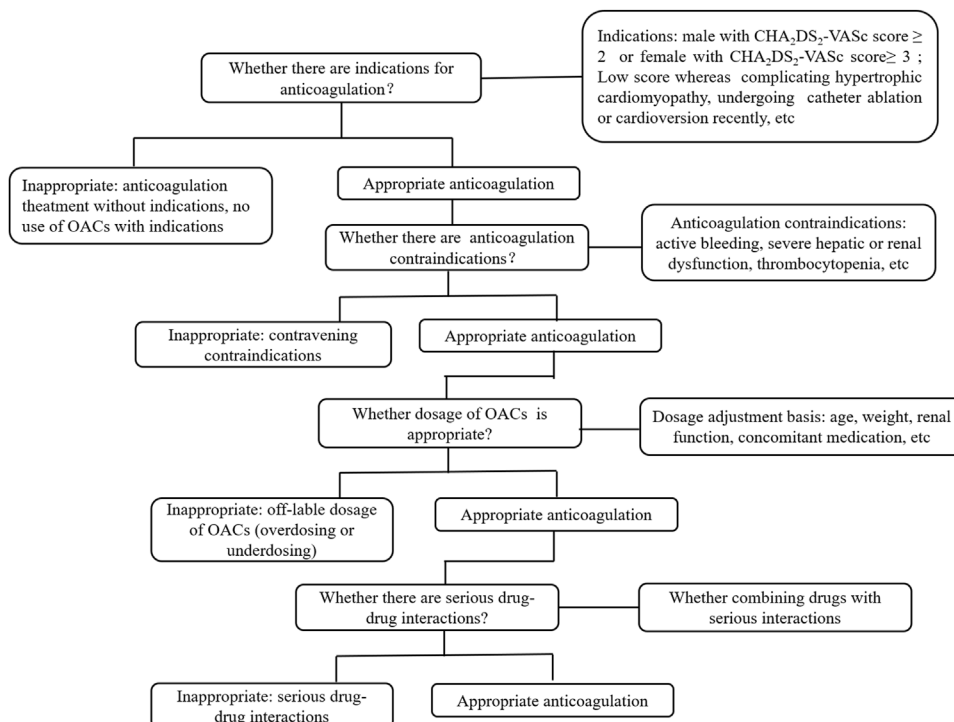 Whether there are indications for
anticoagulation?
Indications: male with CHA₂DS₂-VASc score ≥
2 or female with CHA₂DS₂-VASc score≥ 3 ;
Low score whereas complicating hypertrophic
cardiomyopathy, undergoing catheter ablation
or cardioversion recently, etc
Inappropriate: anticoagulation
theatment without indications, no
use of OACs with indications
Appropriate anticoagulation
Whether there are anticoagulation
contraindications?
Anticoagulation contraindications:
active bleeding, severe hepatic or renal
dysfunction, thrombocytopenia, etc
Inappropriate: contravening
contraindications
Appropriate anticoagulation
Whether dosage of OACs is
appropriate?
Dosage adjustment basis: age, weight, renal
function, concomitant medication, etc
Inappropriate: off-lable dosage
of OACs (overdosing or
underdosing)
Appropriate anticoagulation
Whether there are serious drug-
drug interactions?
Whether combining drugs with
serious interactions
Inappropriate: serious drug-
drug interactions
Appropriate anticoagulation